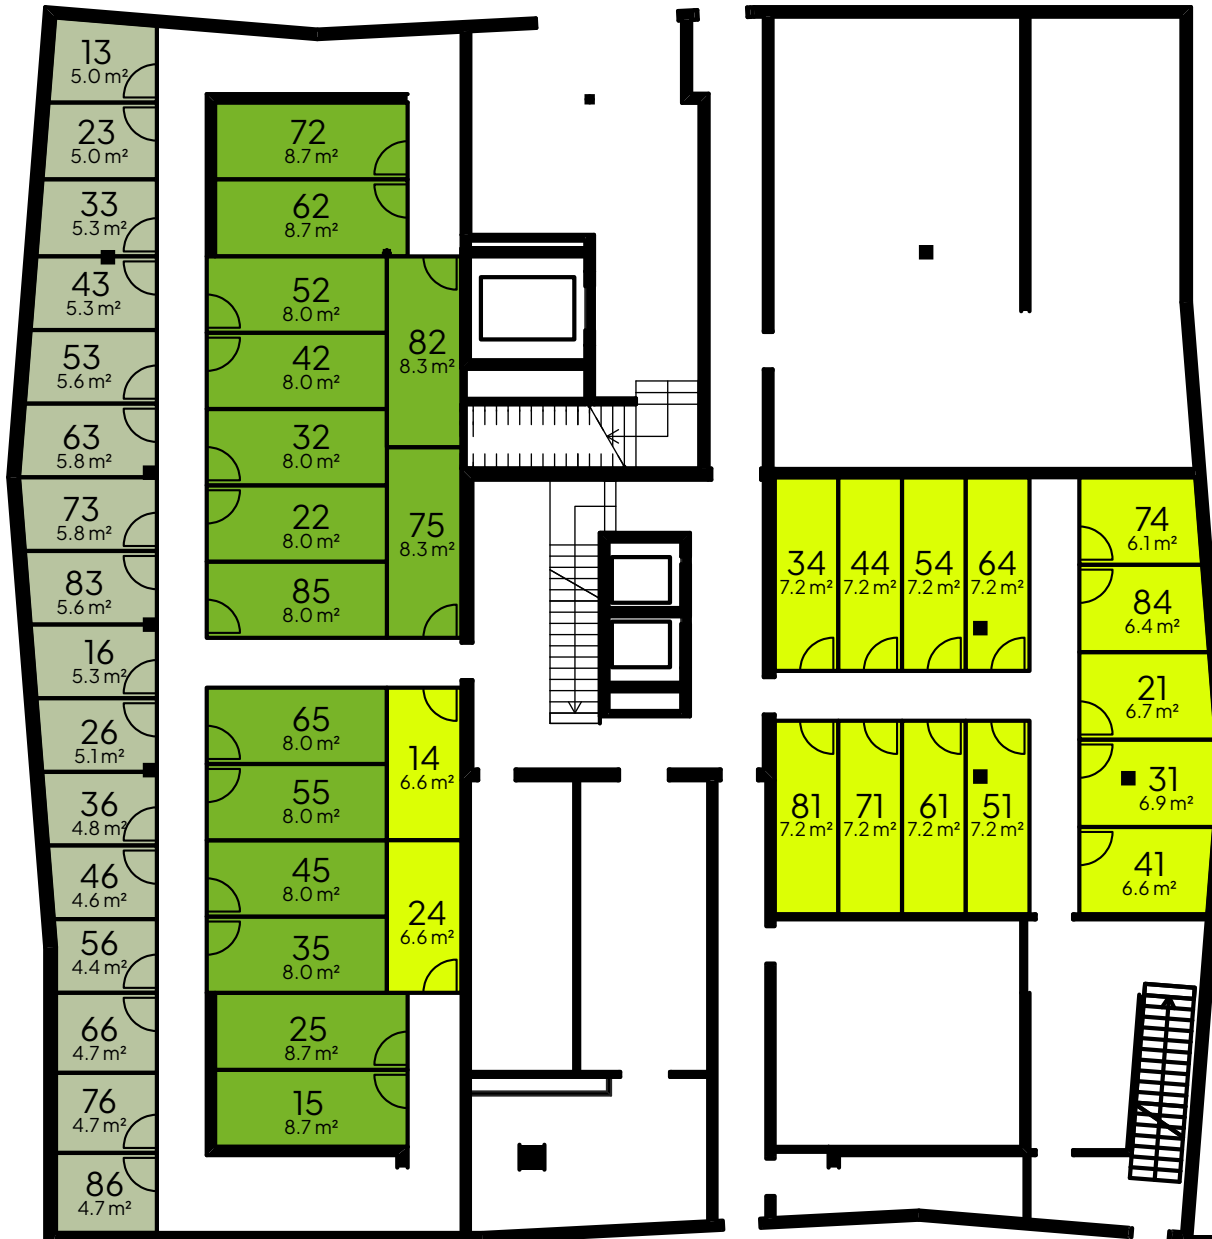 13
5.0 m²
23
5.0 m²
33
5.3 m²
43
5.3 m²
53
5.6 m²
63
5.8 m²
73
5.8 m²
83
5.6 m²
16
5.3 m²
26
5.1 m²
36
4.8 m²
46
4.6 m²
56
4.4 m²
66
4.7 m²
76
4.7 m²
86
4.7 m²
72
8.7 m²
62
8.7 m²
52
8.0 m²
42
8.0 m²
32
8.0 m²
22
8.0 m²
85
8.0 m²
82
8.3 m²
75
8.3 m²
65
8.0 m²
55
8.0 m²
45
8.0 m²
35
8.0 m²
25
8.7 m²
15
8.7 m²
14
6.6 m²
24
6.6 m²
34
7.2 m²
44
7.2 m²
54
7.2 m²
64
7.2 m²
81
7.2 m²
71
7.2 m²
61
7.2 m²
51
7.2 m²
74
6.1 m²
84
6.4 m²
21
6.7 m²
31
6.9 m²
41
6.6 m²